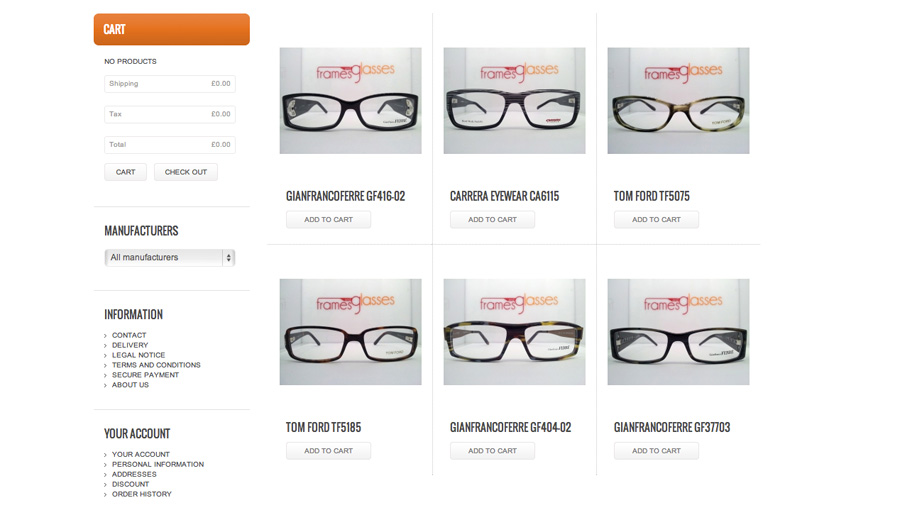 CART
NO PRODUCTS
Shipping £0.00
Tax £0.00
Total £0.00
CART CHECK OUT
MANUFACTURERS
All manufacturers
INFORMATION
CONTACT
DELIVERY
LEGAL NOTICE
TERMS AND CONDITIONS
SECURE PAYMENT
ABOUT US
YOUR ACCOUNT
YOUR ACCOUNT
PERSONAL INFORMATION
ADDRESSES
DISCOUNT
ORDER HISTORY
framesglasses
framesglasses
framesglasses
TOM FORD
GIANFRANCOFERRE GF416-02
CARRERA EYEWEAR CA6115
TOM FORD TF5075
ADD TO CART
ADD TO CART
ADD TO CART
framesglasses
framesglasses
framesglasses
TOM FORD TF5185
GIANFRANCOFERRE GF404-02
GIANFRANCOFERRE GF37703
ADD TO CART
ADD TO CART
ADD TO CART